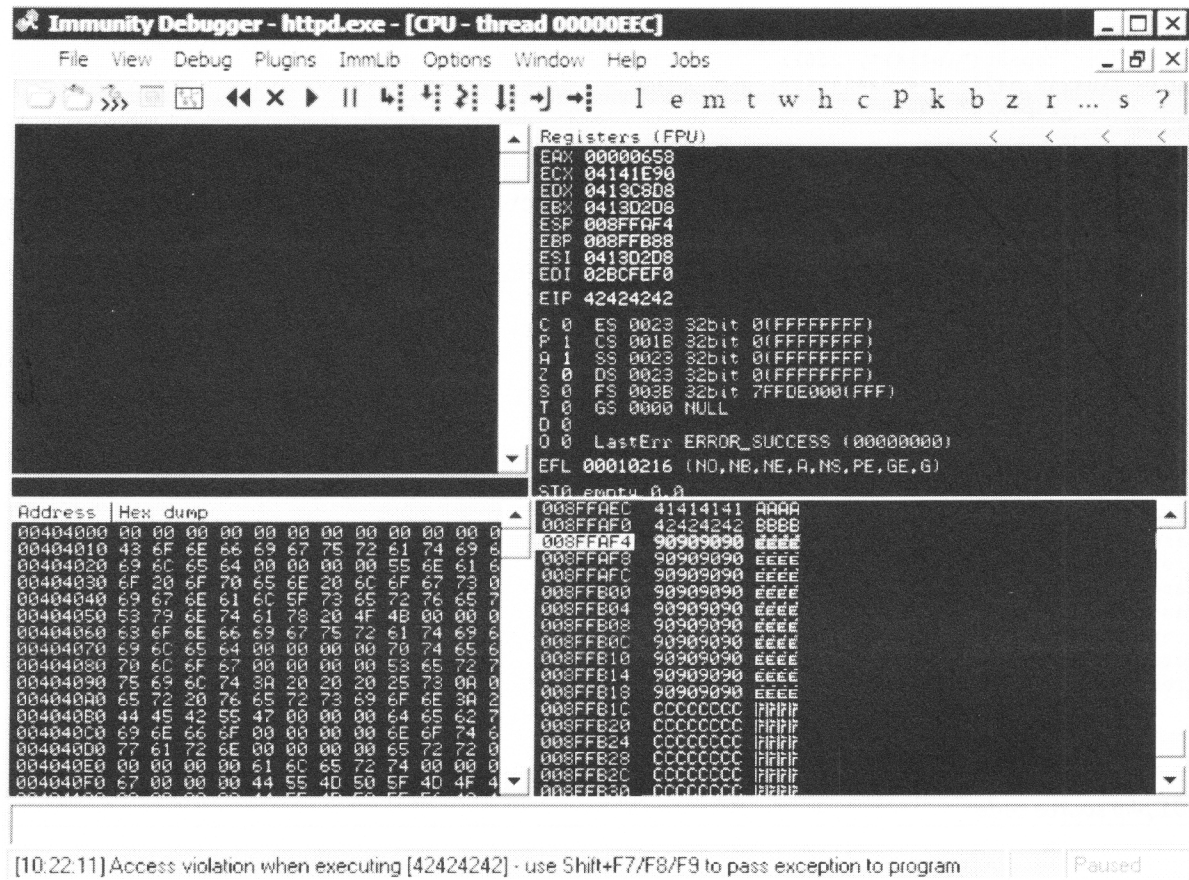 Immunity Debugger - httpd.exe - [CPU - thread 00000EEC]
File View Debug Plugins ImmLib Options Window Help Jobs
l e m t w h c P k b z r ... s ?
Registers (FPU) < < < <
EAX 00000658
ECX 04141E90
EDX 0413C8D8
EBX 0413D2D8
ESP 008FFAF4
EBP 008FFB88
ESI 0413D2D8
EDI 02BCFEF0
EIP 42424242
C 0 ES 0023 32bit 0(FFFFFFFF)
P 1 CS 001B 32bit 0(FFFFFFFF)
A 1 SS 0023 32bit 0(FFFFFFFF)
Z 0 DS 0023 32bit 0(FFFFFFFF)
S 0 FS 003B 32bit 7FFDE000(FFF)
T 0 GS 0000 NULL
D 0
O 0 LastErr ERROR_SUCCESS (00000000)
EFL 00010216 (NO,NB,NE,A,NS,PE,GE,G)
ST0 empty 0.0
Address Hex dump
00404000 00 00 00 00 00 00 00 00 00 00 00 0
00404010 43 6F 6E 66 69 67 75 72 61 74 69 6
00404020 69 6C 65 64 00 00 00 00 55 6E 61 6
00404030 6F 20 6F 70 65 6E 20 6C 6F 67 73 0
00404040 69 67 6E 61 6C 5F 73 65 72 76 65 7
00404050 53 79 6E 74 61 78 20 4F 4B 00 00 0
00404060 63 6F 6E 66 69 67 75 72 61 74 69 6
00404070 69 6C 65 64 00 00 00 00 70 74 65 6
00404080 70 6C 6F 67 00 00 00 00 53 65 72 7
00404090 75 69 6C 74 3A 20 20 20 25 73 0A 0
004040A0 65 72 20 76 65 72 73 69 6F 6E 3A 2
004040B0 44 45 42 55 47 00 00 00 64 65 62 7
004040C0 69 6E 66 6F 00 00 00 00 6E 6F 74 6
004040D0 77 61 72 6E 00 00 00 00 65 72 72 0
004040E0 00 00 00 00 61 6C 65 72 74 00 00 0
004040F0 67 00 00 00 44 55 4D 50 5F 4D 4F 4
008FFAEC 41414141 AAAA
008FFAF0 42424242 BBBB
008FFAF4 90909090 ÉÉÉÉ
008FFAF8 90909090 ÉÉÉÉ
008FFAFC 90909090 ÉÉÉÉ
008FFB00 90909090 ÉÉÉÉ
008FFB04 90909090 ÉÉÉÉ
008FFB08 90909090 ÉÉÉÉ
008FFB0C 90909090 ÉÉÉÉ
008FFB10 90909090 ÉÉÉÉ
008FFB14 90909090 ÉÉÉÉ
008FFB18 90909090 ÉÉÉÉ
008FFB1C CCCCCCCC ╠╠╠╠
008FFB20 CCCCCCCC ╠╠╠╠
008FFB24 CCCCCCCC ╠╠╠╠
008FFB28 CCCCCCCC ╠╠╠╠
008FFB2C CCCCCCCC ╠╠╠╠
008FFB30 CCCCCCCC ╠╠╠╠
[10:22:11] Access violation when executing [42424242] - use Shift+F7/F8/F9 to pass exception to program Paused